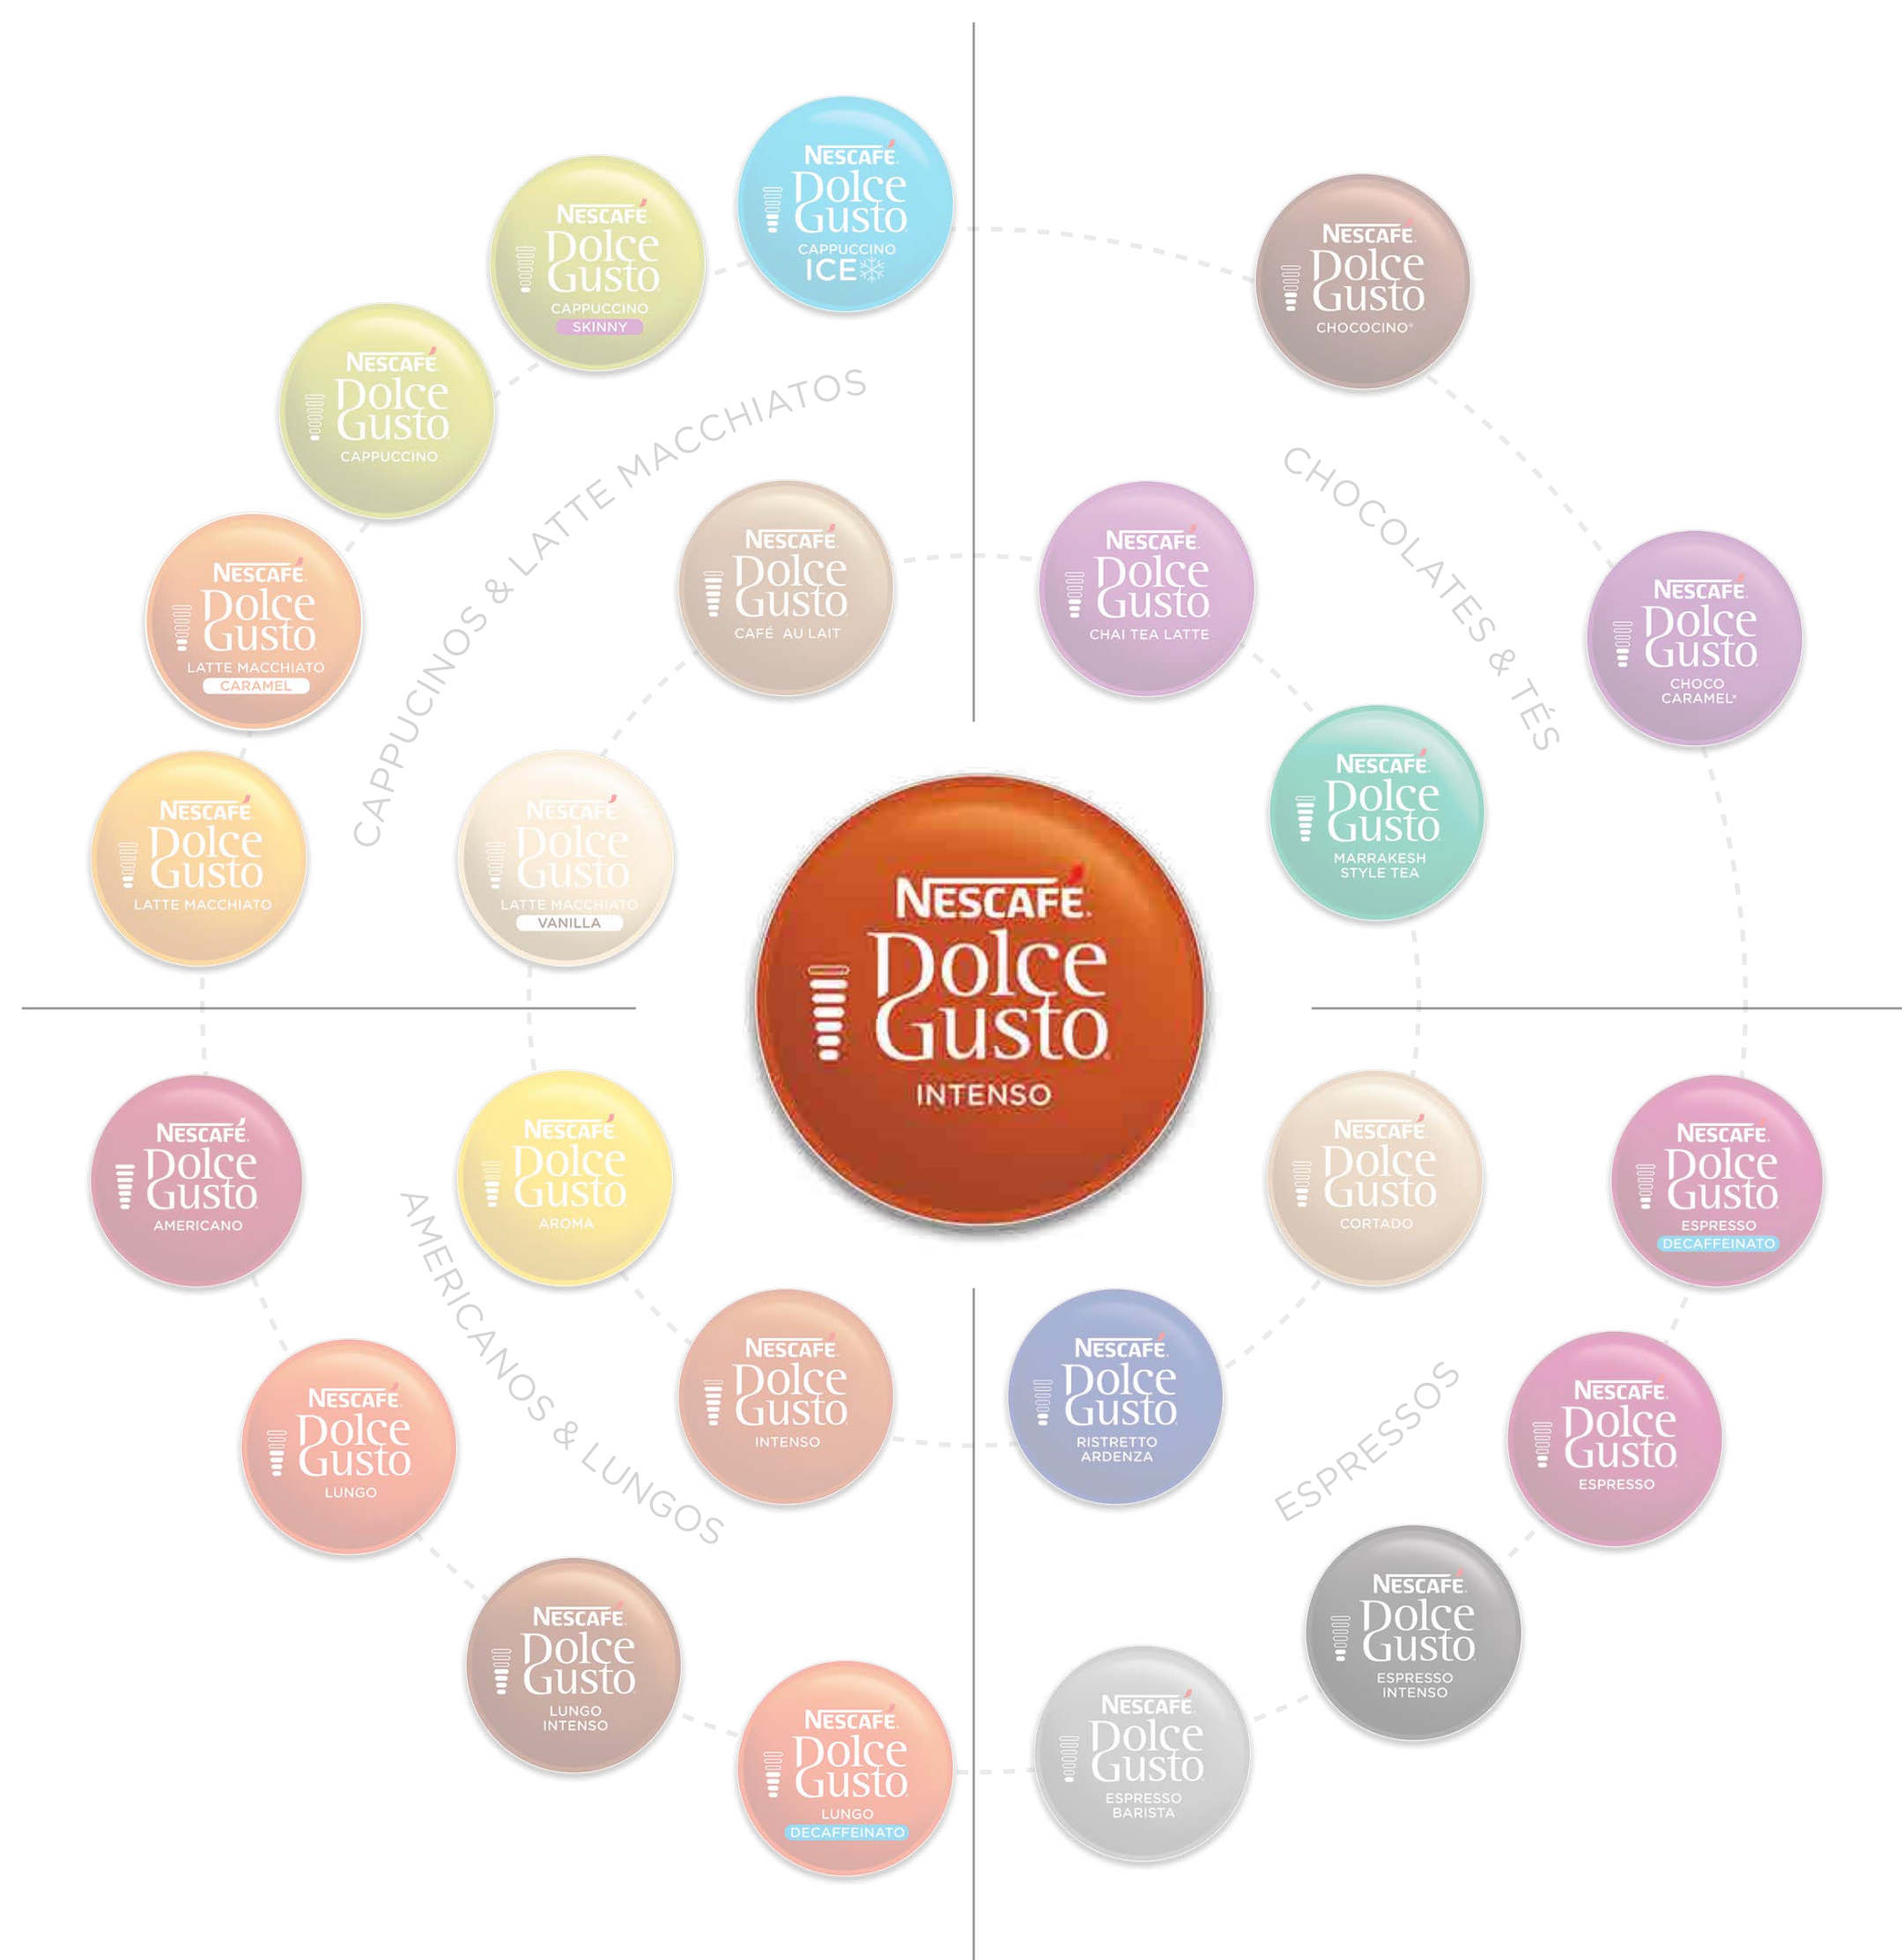 NESCAFÉ.
Dolce
Gusto
CAPPUCCINO
ICE
NESCAFÉ.
Dolce
Gusto
CAPPUCCINO
SKINNY
NESCAFÉ.
Dolce
Gusto
CAPPUCCINO
NESCAFÉ.
Dolce
Gusto
LATTE MACCHIATO
CARAMEL
NESCAFÉ.
Dolce
Gusto
LATTE MACCHIATO
CAPPUCINOS & LATTE MACCHIATOS
NESCAFÉ.
Dolce
Gusto
CAFÉ AU LAIT
NESCAFÉ.
Dolce
Gusto
LATTE MACCHIATO
VANILLA
NESCAFÉ.
Dolce
Gusto
CHOCOCINO®
CHOCOLATES & TÉS
NESCAFÉ.
Dolce
Gusto
CHOCO
CARAMEL*
NESCAFÉ.
Dolce
Gusto
CHAI TEA LATTE
NESCAFÉ.
Dolce
Gusto
MARRAKESH
STYLE TEA
NESCAFÉ.
Dolce
Gusto
INTENSO
NESCAFÉ.
Dolce
Gusto
AMERICANO
NESCAFÉ.
Dolce
Gusto
AROMA
AMERICANOS & LUNGOS
NESCAFÉ.
Dolce
Gusto
INTENSO
NESCAFÉ.
Dolce
Gusto
LUNGO
NESCAFÉ.
Dolce
Gusto
LUNGO
INTENSO
NESCAFÉ.
Dolce
Gusto
LUNGO
DECAFFEINATO
NESCAFÉ.
Dolce
Gusto
CORTADO
NESCAFÉ.
Dolce
Gusto
ESPRESSO
DECAFFEINATO
NESCAFÉ.
Dolce
Gusto
RISTRETTO
ARDENZA
ESPRESSOS
NESCAFÉ.
Dolce
Gusto
ESPRESSO
NESCAFÉ.
Dolce
Gusto
ESPRESSO
INTENSO
NESCAFÉ.
Dolce
Gusto
ESPRESSO
BARISTA